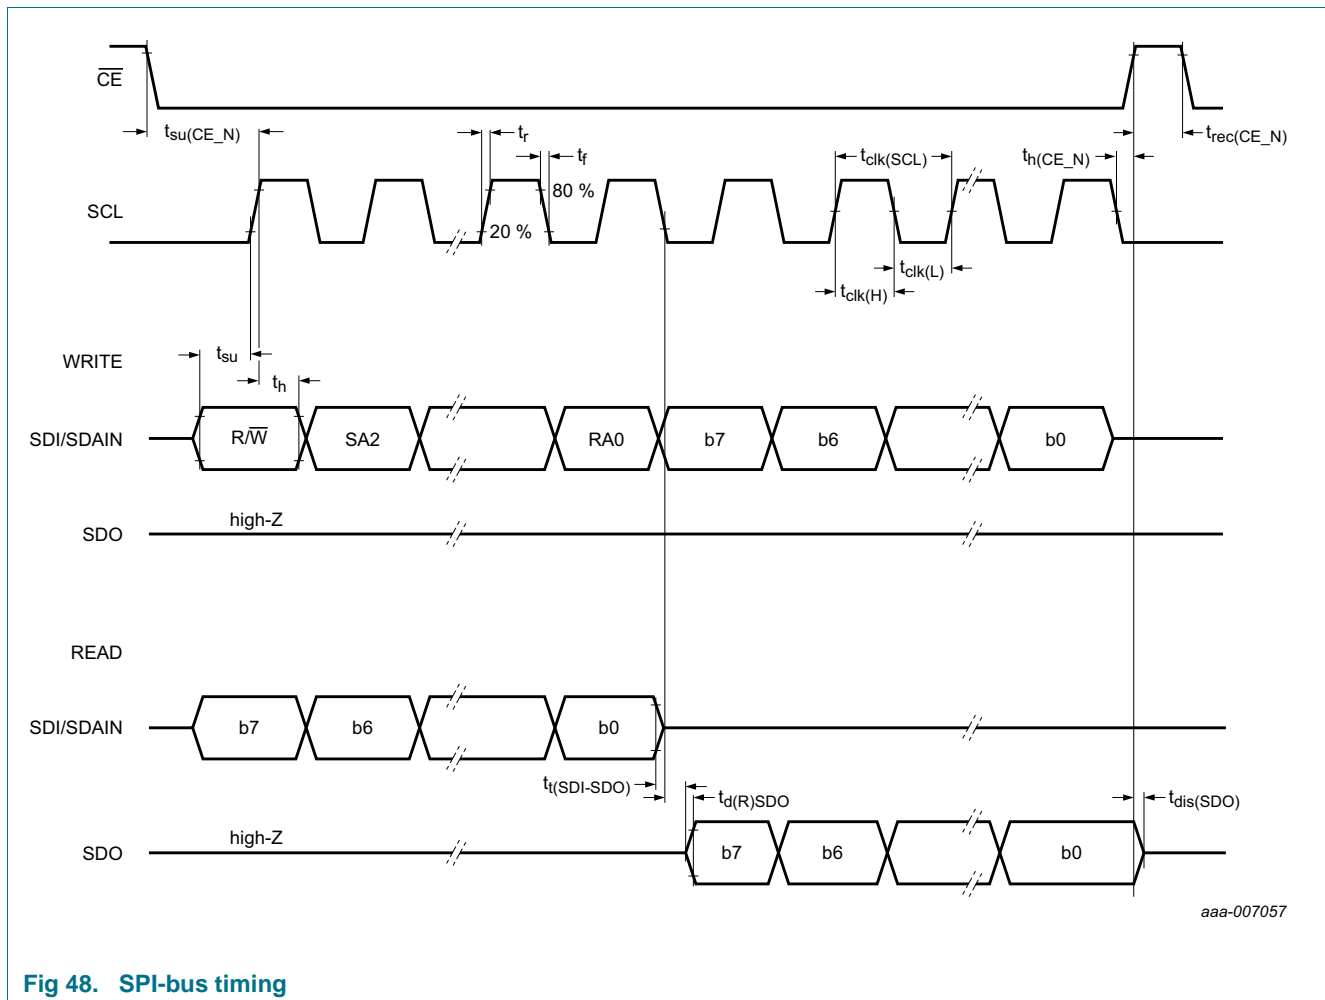 CE
tsu(CE_N)
tr
tf
tclk(SCL)
th(CE_N)
trec(CE_N)
SCL
80 %
20 %
tclk(L)
tclk(H)
WRITE
tsu
th
SDI/SDAIN
R/W
SA2
RA0
b7
b6
b0
SDO
high-Z
READ
SDI/SDAIN
b7
b6
b0
tt(SDI-SDO)
td(R)SDO
tdis(SDO)
SDO
high-Z
b7
b6
b0
aaa-007057
Fig 48. SPI-bus timing